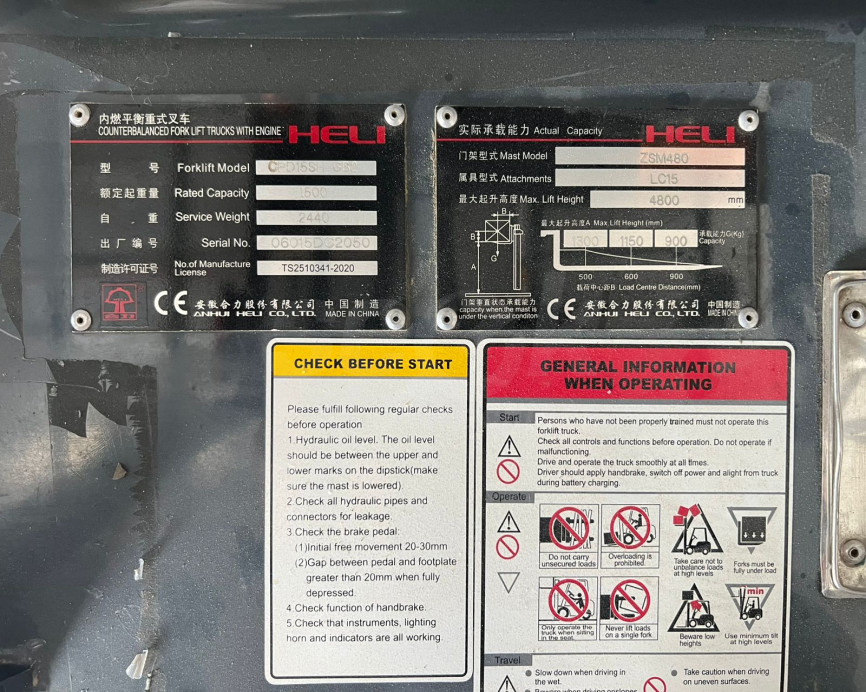 内燃平衡重式叉车
COUNTERBALANCED FORK LIFT TRUCKS WITH ENGINE
HELI
型 号 Forklift Model
额定起重量 Rated Capacity 1500
自 重 Service Weight 2440
出厂编号 Serial No.
制造许可证号 No.of Manufacture License TS2510341-2020
CE 安徽合力股份有限公司 中国制造
ANHUI HELI CO.,LTD. MADE IN CHINA
实际承载能力 Actual Capacity HELI
门架型式 Mast Model ZSM480
属具型式 Attachments LC15
最大起升高度 Max. Lift Height 4800 mm
最大起升高度A Max.Lift Height (mm)
1300 1150 900 承载能力G(Kg)
Capacity
500 600 900
载荷中心距B Load Centre Distance(mm)
B
B
G
A
门架垂直状态承载能力
capacity when the mast is
under the vertical condition
CE 安徽合力股份有限公司 中国制造
ANHUI HELI CO.,LTD. MADE IN CHINA
CHECK BEFORE START
Please fulfill following regular checks
before operation
1.Hydraulic oil level. The oil level
should be between the upper and
lower marks on the dipstick(make
sure the mast is lowered).
2.Check all hydraulic pipes and
connectors for leakage.
3.Check the brake pedal:
(1)Initial free movement 20-30mm
(2)Gap between pedal and footplate
greater than 20mm when fully
depressed.
4.Check function of handbrake.
5.Check that instruments, lighting
horn and indicators are all working.
GENERAL INFORMATION
WHEN OPERATING
Start
Persons who have not been properly trained must not operate this
forklift truck.
Check all controls and functions before operation. Do not operate if
malfunctioning.
Drive and operate the truck smoothly at all times.
Driver should apply handbrake, switch off power and alight from truck
during battery charging.
Operate
Do not carry
unsecured loads
Overloading is
prohibited.
Take care not to
unbalance loads
at high levels
Forks must be
fully under load
Only operate the
truck when sitting
in the seat.
Never lift loads
on a single fork
Beware low
heights
min
Use minimum tilt
at high levels
Travel
Slow down when driving in
the wet.
Take caution when driving
on uneven surfaces.